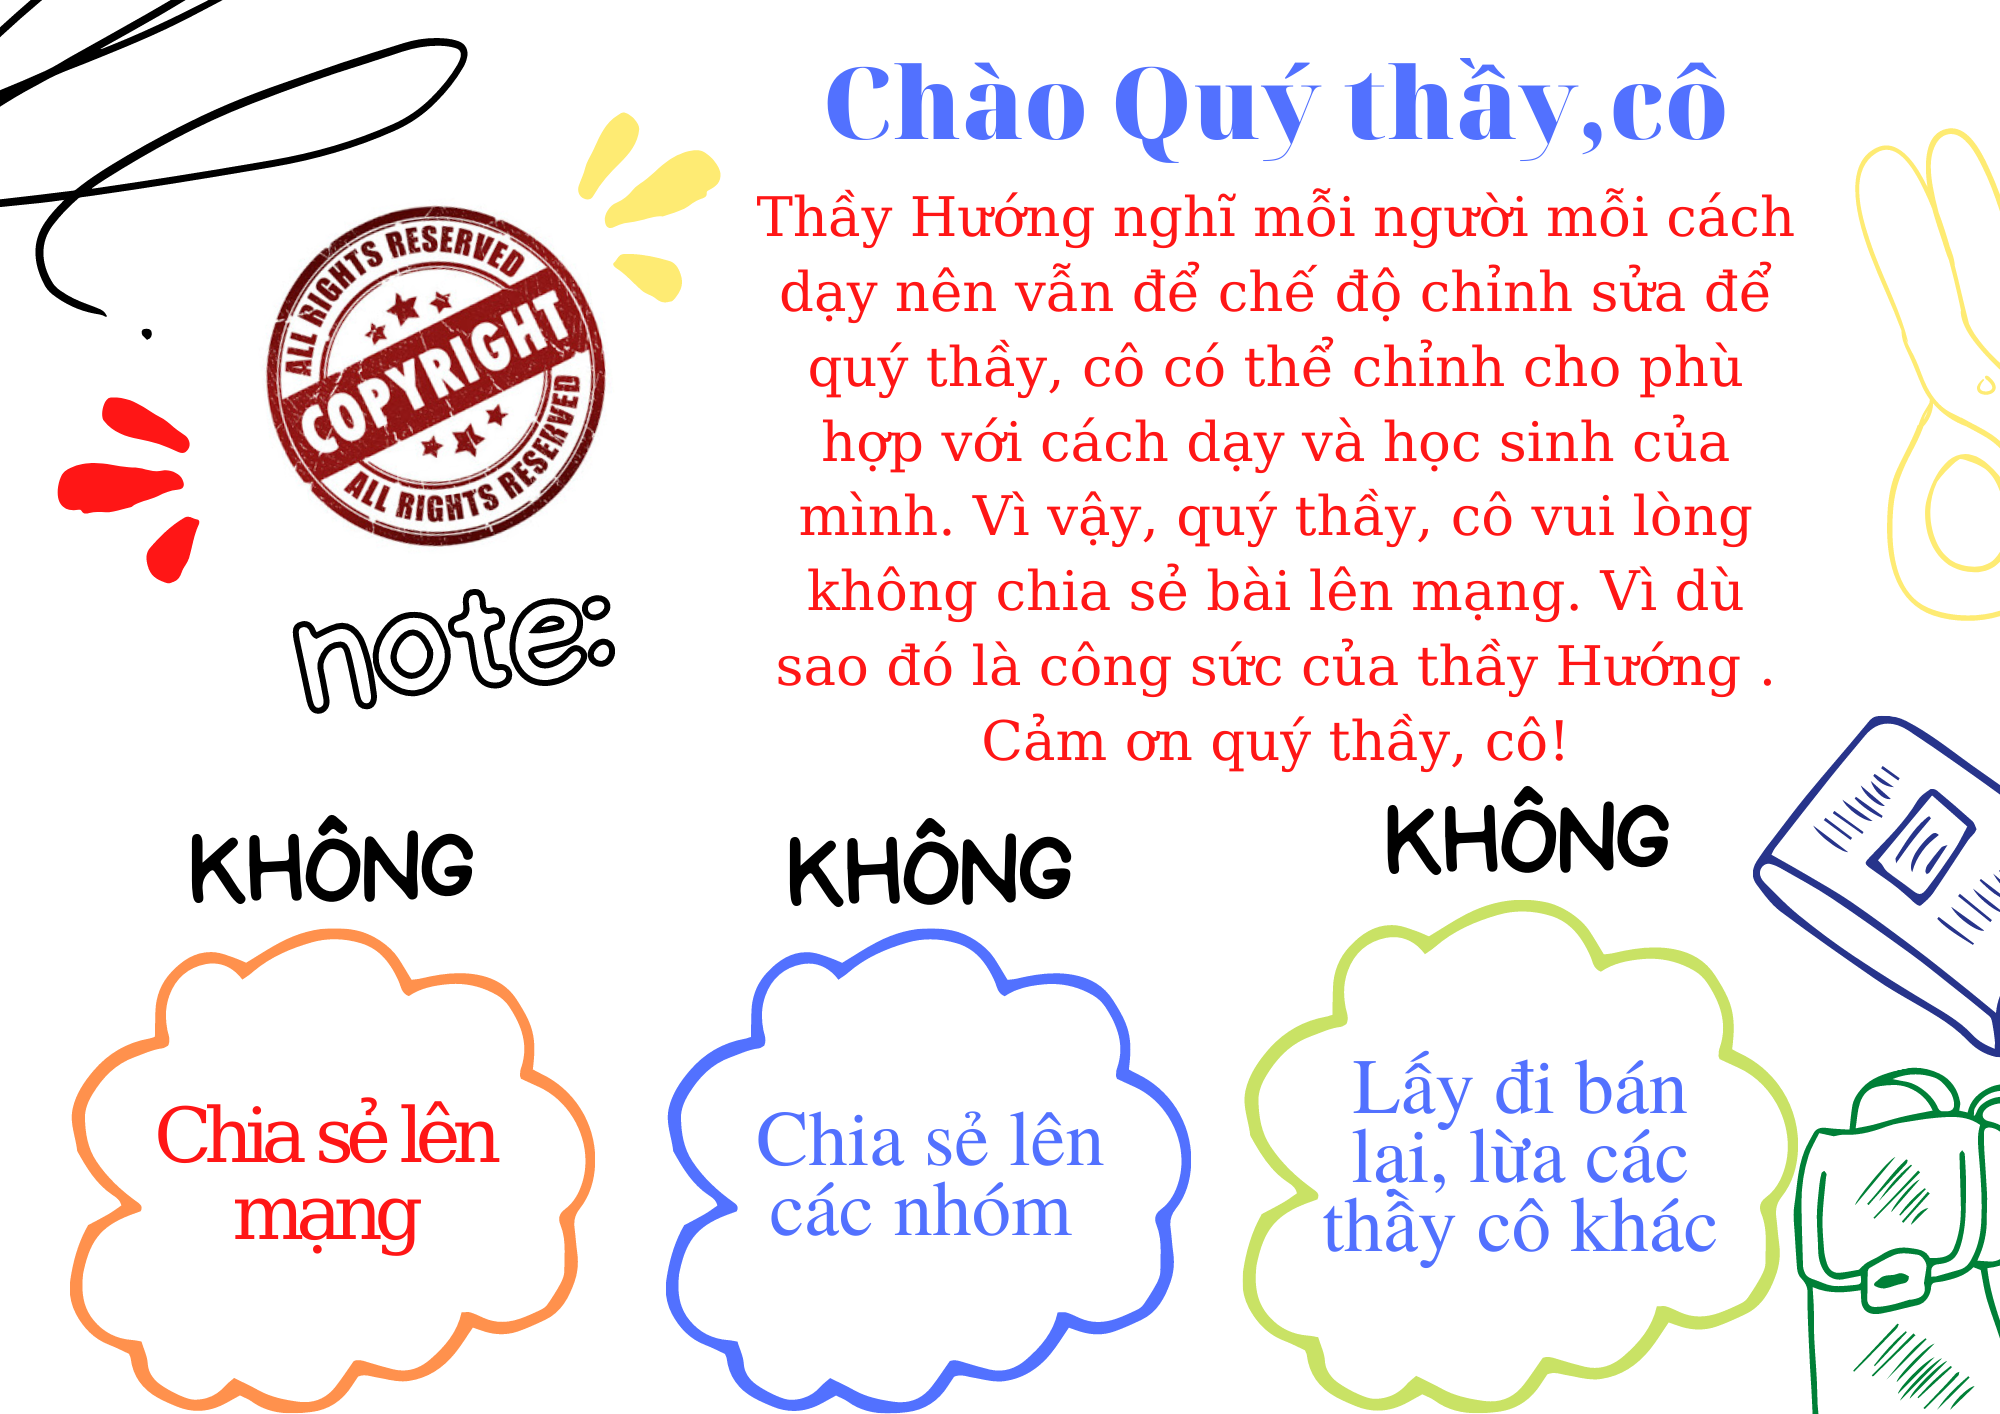 Chào Quý thầy,cô
Thầy Hướng nghĩ mỗi người mỗi cách
dạy nên vẫn để chế độ chỉnh sửa để
quý thầy, cô có thể chỉnh cho phù
hợp với cách dạy và học sinh của
mình. Vì vậy, quý thầy, cô vui lòng
không chia sẻ bài lên mạng. Vì dù
sao đó là công sức của thầy Hướng .
Cảm ơn quý thầy, cô!
ALL RIGHTS RESERVED
COPYRIGHT
ALL RIGHTS RESERVED
note:
KHÔNG
Chia sẻ lên
mạng
KHÔNG
Chia sẻ lên
các nhóm
KHÔNG
Lấy đi bán
lại, lừa các
thầy cô khác